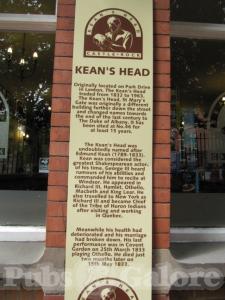 KEAN'S HEAD
CASTLE ROCK
KEAN'S HEAD
Originally located on Park Drive
in London. The Kean's Head
traded from 1832 to 1963.
The Kean's Head, St Mary's
Gate was originally a different
building further down the street
and changed names towards
the end of the last century to
The Duke of Albany. It has
been sited at No.46 for
at least 15 years.
The Kean's Head was
undoubtedly named after
Edmund Kean (1789-1833).
Kean was considered the
greatest Shakespearean actor
of his time. George III heard
rumours of his abilities and
commanded him to recite at
Windsor. He appeared in
Richard III, Hamlet, Othello,
Macbeth and King Lear. He
also travelled to New York as
Richard III and became Chief
of the Tribe of Huron Indians
after visiting and working
in Quebec.
Meanwhile his health had
deteriorated and his marriage
had broken down. His last
performance was in Covent
Garden on 25th March 1833
playing Othello. He died just
two months later on
15th May 1833.
KEAN'S HEAD